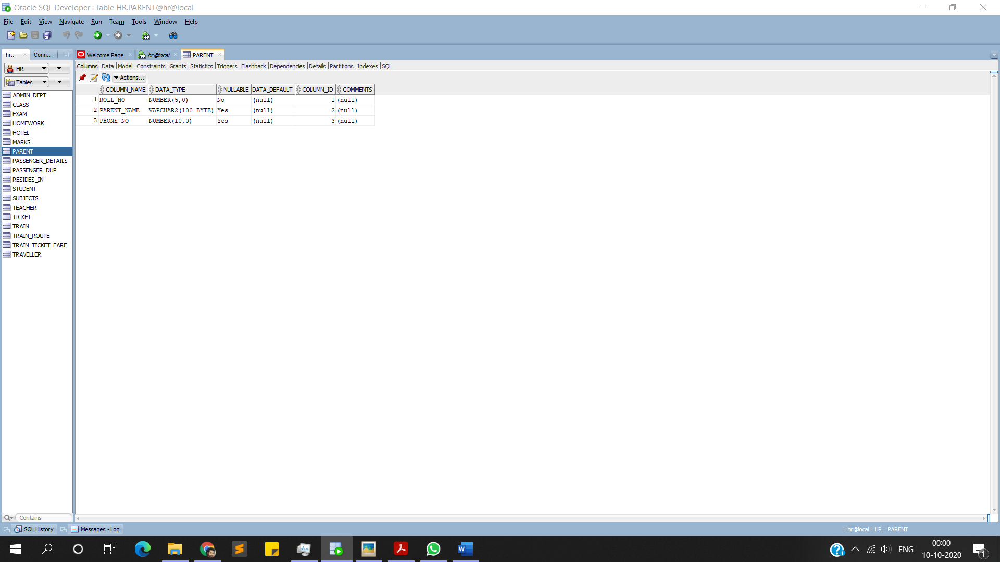 Oracle SQL Developer : Table HR.PARENT@hr@local
File Edit View Navigate Run Team Tools Window Help
hr.. Conn... Welcome Page hr@local PARENT
HR
Tables
ADMIN_DEPT
CLASS
EXAM
HOMEWORK
HOTEL
MARKS
PARENT
PASSENGER_DETAILS
PASSENGER_DUP
RESIDES_IN
STUDENT
SUBJECTS
TEACHER
TICKET
TRAIN
TRAIN_ROUTE
TRAIN_TICKET_FARE
TRAVELLER
Contains
Columns Data Model Constraints Grants Statistics Triggers Flashback Dependencies Details Partitions Indexes SQL
Actions...
COLUMN_NAME DATA_TYPE NULLABLE DATA_DEFAULT COLUMN_ID COMMENTS
1 ROLL_NO NUMBER(5,0) No (null) 1 (null)
2 PARENT_NAME VARCHAR2(100 BYTE) Yes (null) 2 (null)
3 PHONE_NO NUMBER(10,0) Yes (null) 3 (null)
SQL History Messages - Log
hr@local HR PARENT
ENG
00:00
10-10-2020
1